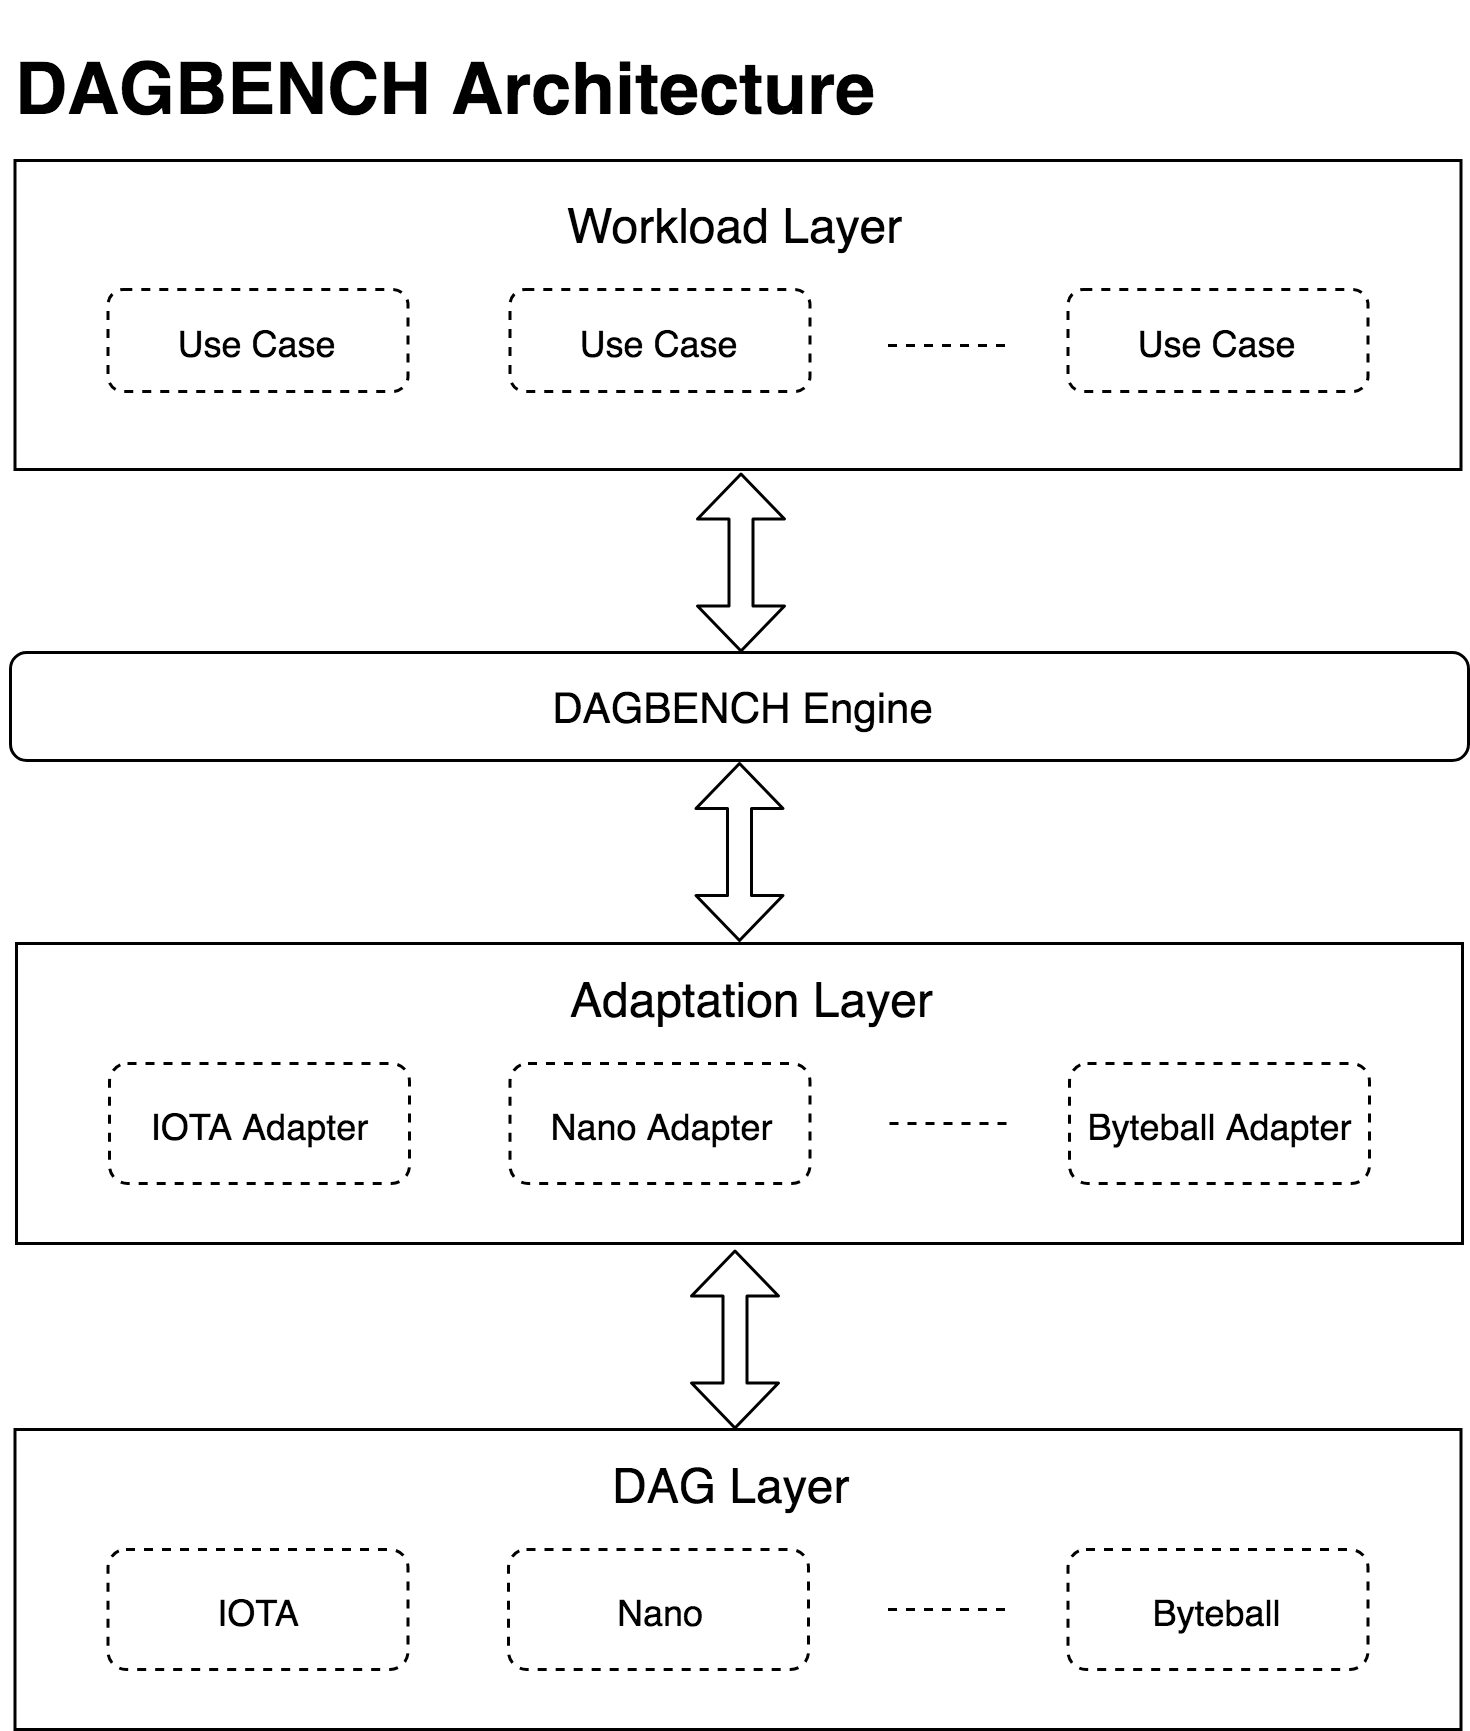 DAGBENCH Architecture
Workload Layer
Use Case
Use Case
Use Case
DAGBENCH Engine
Adaptation Layer
IOTA Adapter
Nano Adapter
Byteball Adapter
DAG Layer
IOTA
Nano
Byteball